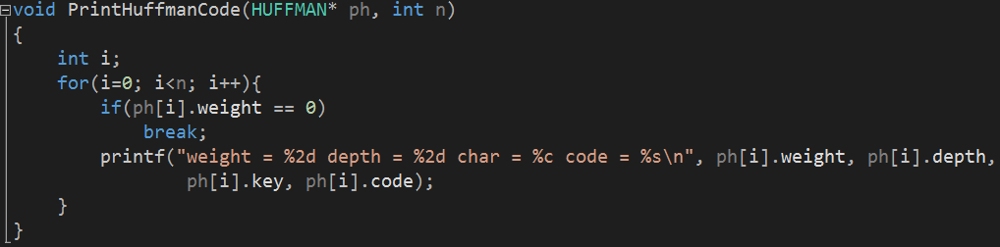 void PrintHuffmanCode(HUFFMAN* ph, int n)
{
    int i;
    for(i=0; i<n; i++){
        if(ph[i].weight == 0)
            break;
        printf("weight = %2d depth = %2d char = %c code = %s\n", ph[i].weight, ph[i].depth,
                ph[i].key, ph[i].code);
    }
}